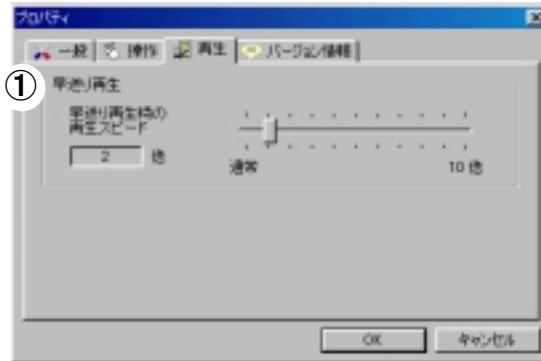 プロパティ
一般 操作 再生 バージョン情報
①
早送り再生
早送り再生時の
再生スピード
2 倍
通常 10 倍
OK キャンセル